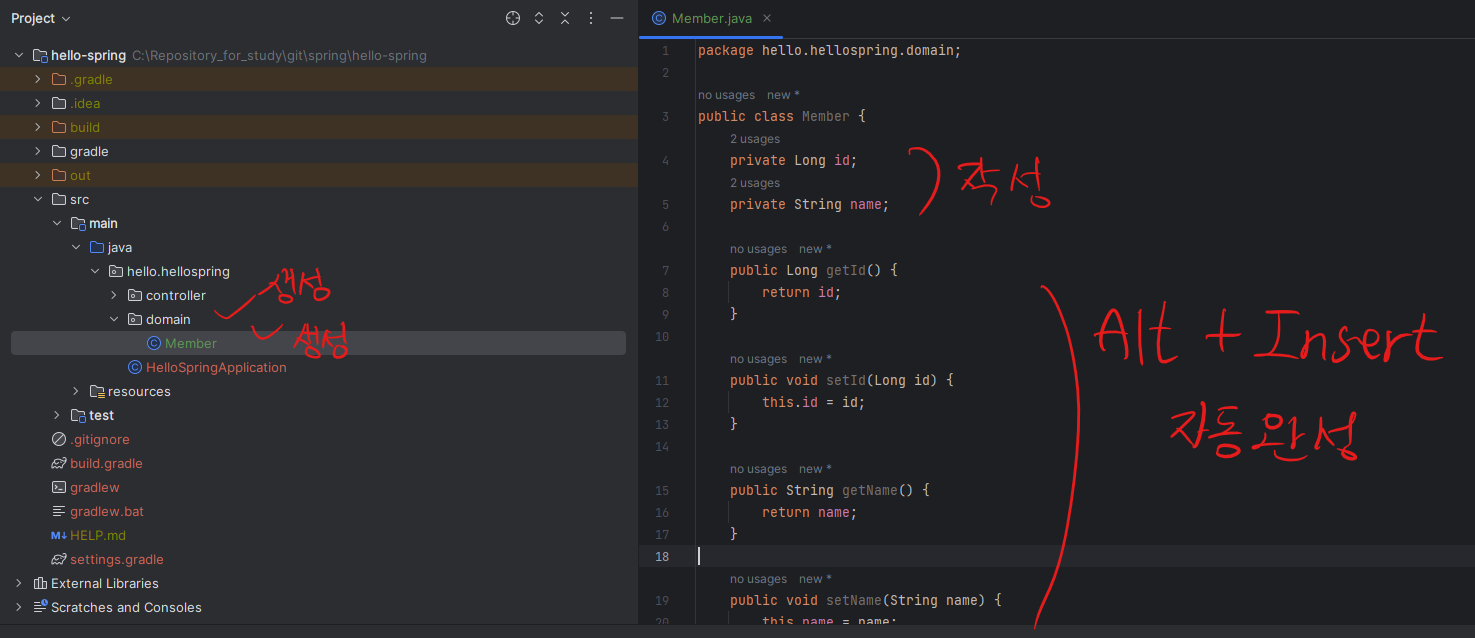 Project
hello-spring C:\Repository_for_study\git\spring\hello-spring
.gradle
.idea
build
gradle
out
src
main
java
hello.hellospring
controller
domain
Member
HelloSpringApplication
resources
test
.gitignore
build.gradle
gradlew
gradlew.bat
M↓ HELP.md
settings.gradle
External Libraries
Scratches and Consoles
생성
생성
Member.java
1 package hello.hellospring.domain;
2
no usages new *
3 public class Member {
2 usages
4 private Long id;
2 usages
5 private String name;
6
작성
no usages new *
7 public Long getId() {
8 return id;
9 }
10
no usages new *
11 public void setId(Long id) {
12 this.id = id;
13 }
14
no usages new *
15 public String getName() {
16 return name;
17 }
18
no usages new *
19 public void setName(String name) {
20 this.name = name;
Alt + Insert
자동완성